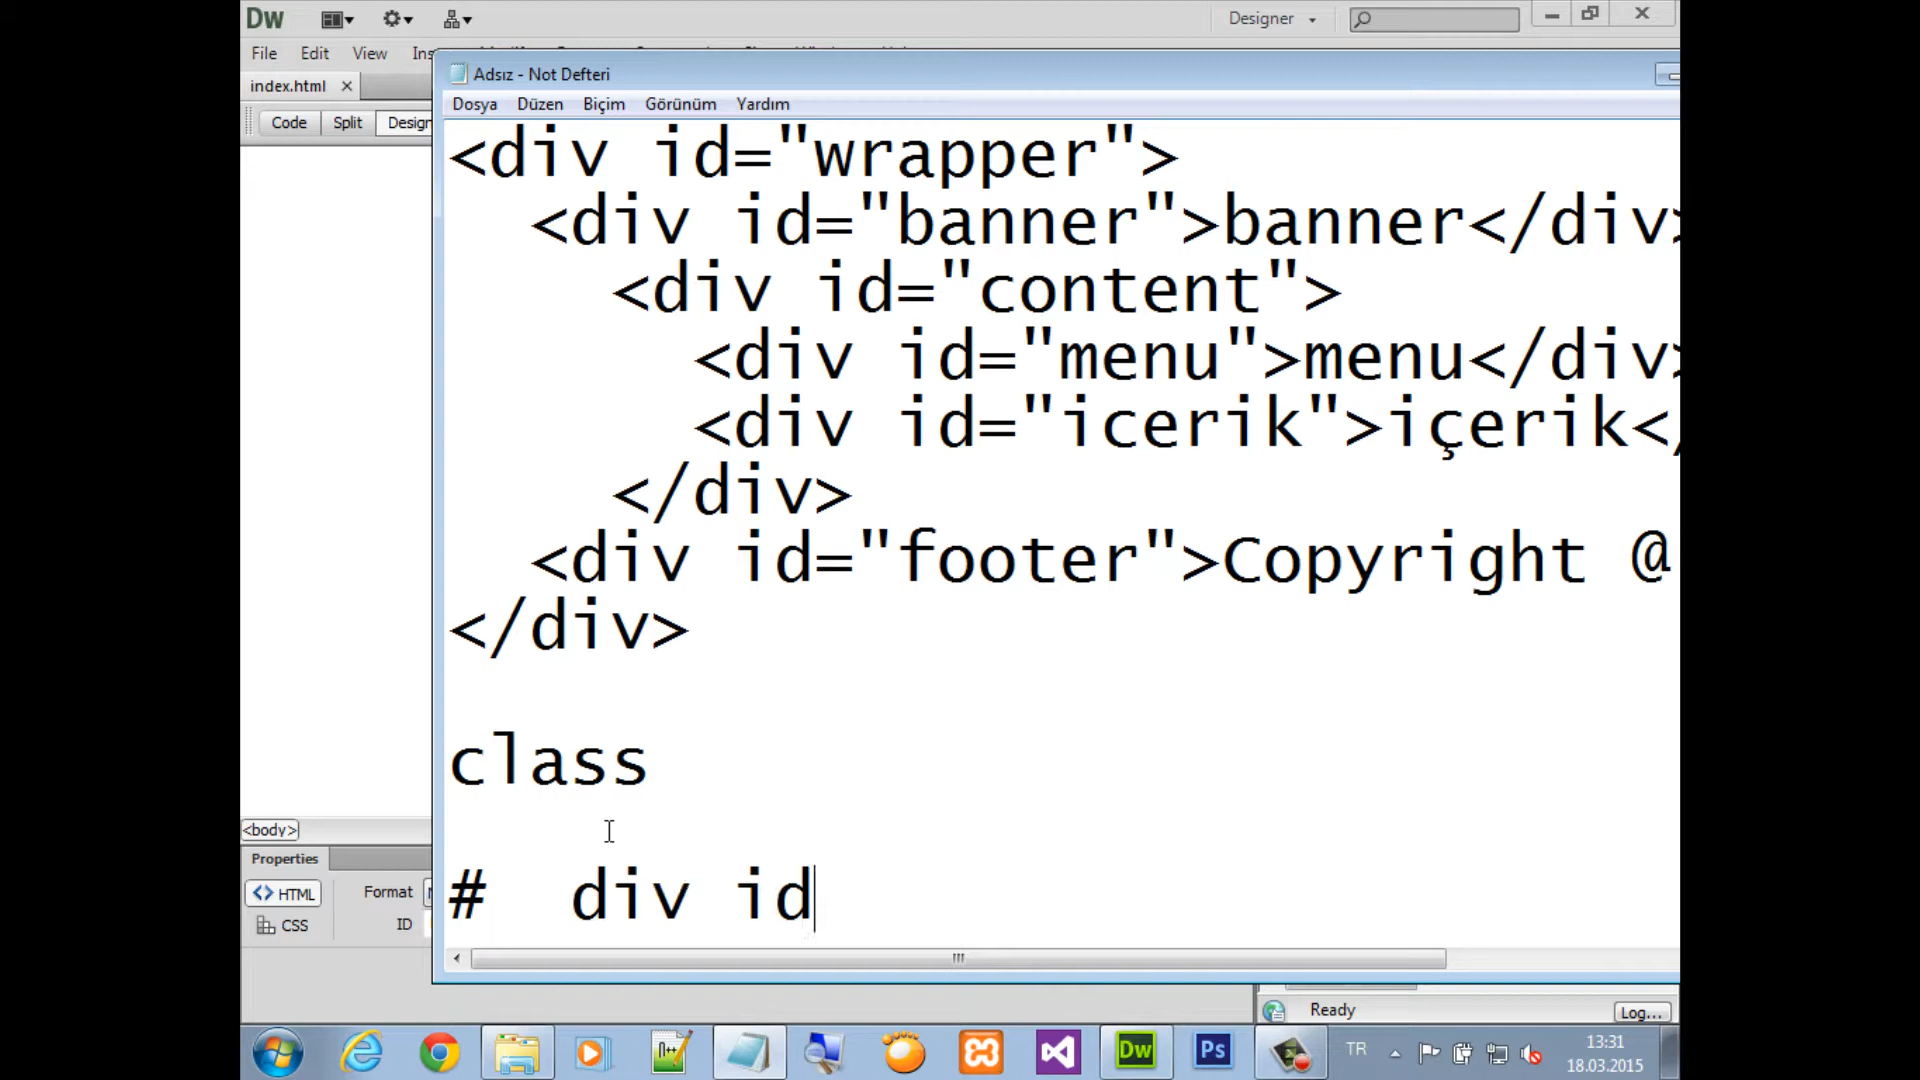 Dw
Designer
File Edit View
Adsız - Not Defteri
index.html
Dosya Düzen Biçim Görünüm Yardım
Code Split Design
<div id="wrapper">
<div id="banner">banner</div>
<div id="content">
<div id="menu">menu</div>
<div id="icerik">içerik</
</div>
<div id="footer">Copyright @
</div>
class
<body>
Properties
# div id
<> HTML Format
CSS ID
Ready
Log...
TR
13:31
18.03.2015
Dw
Ps